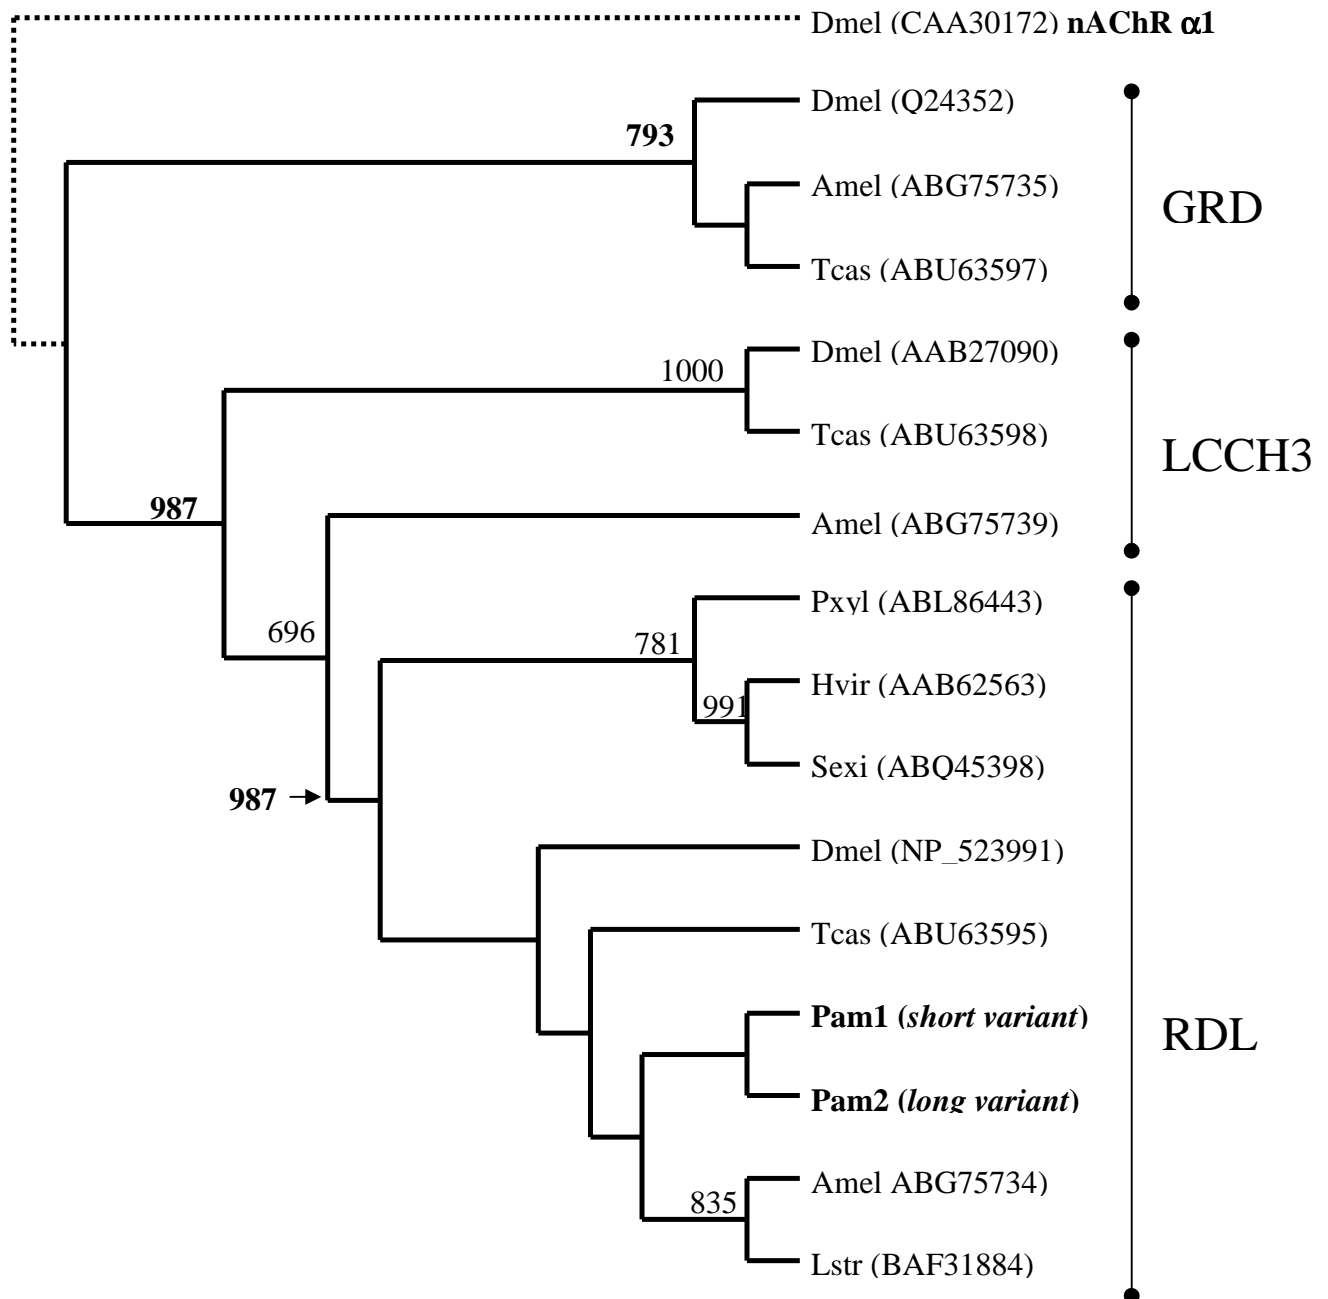 Dmel (CAA30172) nAChR α1
Dmel (Q24352)
793
Amel (ABG75735)
GRD
Tcas (ABU63597)
Dmel (AAB27090)
1000
Tcas (ABU63598)
LCCH3
987
Amel (ABG75739)
Pxyl (ABL86443)
696
781
Hvir (AAB62563)
991
Sexi (ABQ45398)
987
Dmel (NP_523991)
Tcas (ABU63595)
Pam1 (short variant)
RDL
Pam2 (long variant)
Amel ABG75734)
835
Lstr (BAF31884)